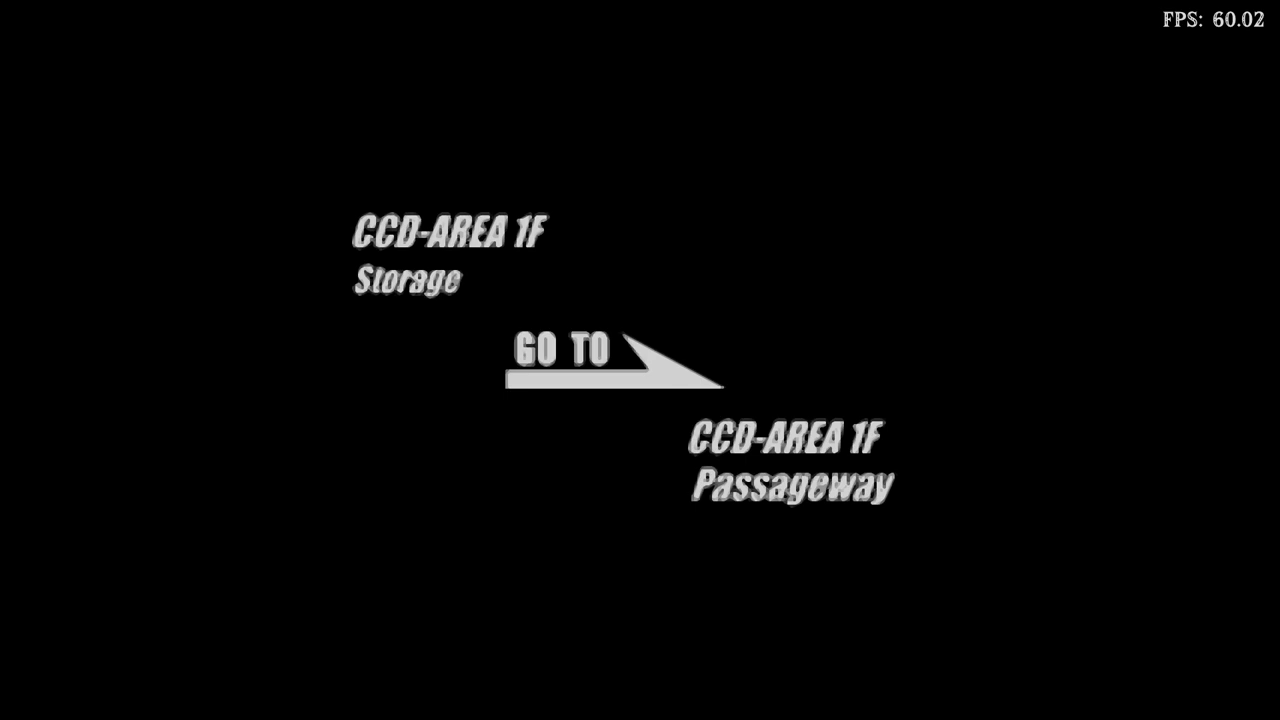 FPS: 60.02
CCD-AREA 1F
Storage
GO TO
CCD-AREA 1F
Passageway